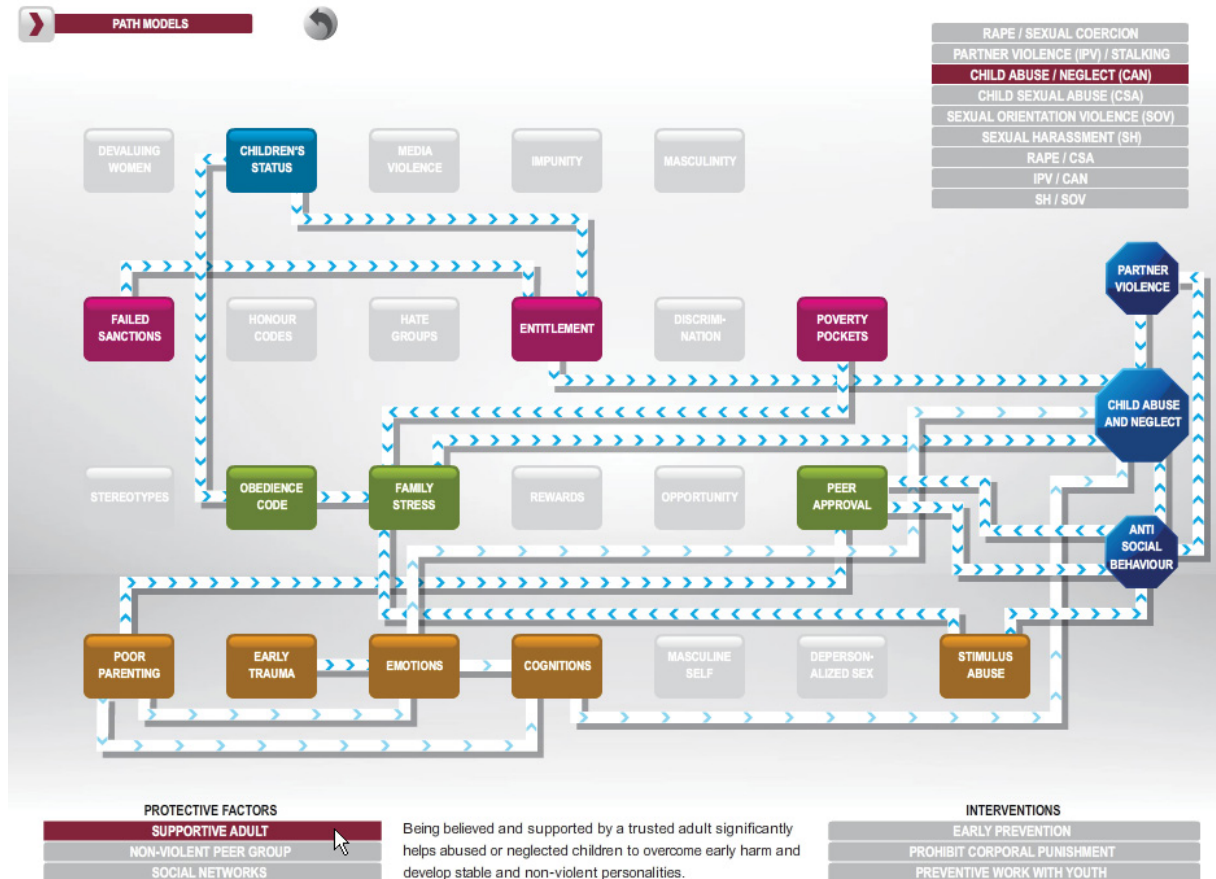 PATH MODELS
RAPE / SEXUAL COERCION
PARTNER VIOLENCE (IPV) / STALKING
CHILD ABUSE / NEGLECT (CAN)
CHILD SEXUAL ABUSE (CSA)
SEXUAL ORIENTATION VIOLENCE (SOV)
SEXUAL HARASSMENT (SH)
RAPE / CSA
IPV / CAN
SH / SOV
DEVALUING
WOMEN
CHILDREN'S
STATUS
MEDIA
VIOLENCE
IMPUNITY
MASCULINITY
PARTNER
VIOLENCE
FAILED
SANCTIONS
HONOUR
CODES
HATE
GROUPS
ENTITLEMENT
DISCRIMI-
NATION
POVERTY
POCKETS
CHILD ABUSE
AND NEGLECT
STEREOTYPES
OBEDIENCE
CODE
FAMILY
STRESS
REWARDS
OPPORTUNITY
PEER
APPROVAL
ANTI
SOCIAL
BEHAVIOUR
POOR
PARENTING
EARLY
TRAUMA
EMOTIONS
COGNITIONS
MASCULINE
SELF
DEPERSON-
ALIZED SEX
STIMULUS
ABUSE
PROTECTIVE FACTORS
SUPPORTIVE ADULT
NON-VIOLENT PEER GROUP
SOCIAL NETWORKS
Being believed and supported by a trusted adult significantly
helps abused or neglected children to overcome early harm and
develop stable and non-violent personalities.
INTERVENTIONS
EARLY PREVENTION
PROHIBIT CORPORAL PUNISHMENT
PREVENTIVE WORK WITH YOUTH